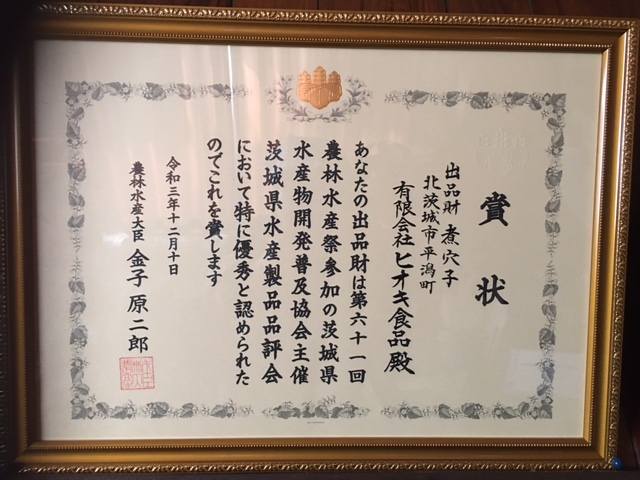 賞状
出品財 煮穴子
北茨城市平潟町
有限会社ヒオキ食品殿
あなたの出品財は第六十一回
農林水産祭参加の茨城県
水産物開発普及協会主催
茨城県水産製品品評会
において特に優秀と認められた
のでこれを賞します
令和三年十二月十日
農林水産大臣 金子原二郎